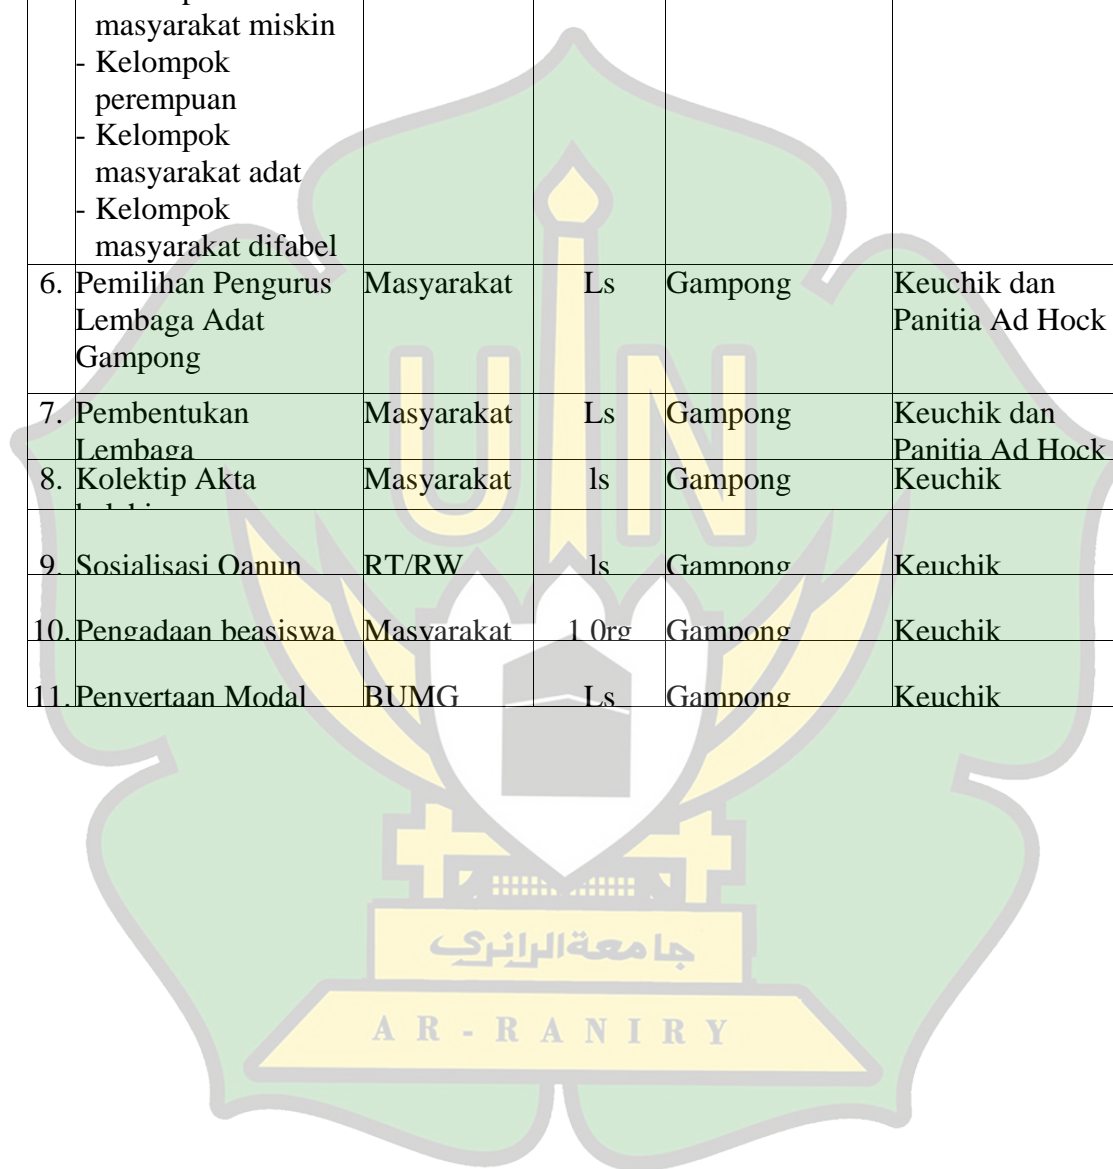 masyarakat miskin
- Kelompok
perempuan
- Kelompok
masyarakat adat
- Kelompok
masyarakat difabel
6. Pemilihan Pengurus Masyarakat Ls Gampong Keuchik dan
Lembaga Adat Panitia Ad Hock
Gampong
7. Pembentukan Masyarakat Ls Gampong Keuchik dan
Lembaga Panitia Ad Hock
8. Kolektip Akta Masyarakat ls Gampong Keuchik
9. Sosialisasi Qanun RT/RW ls Gampong Keuchik
10. Pengadaan beasiswa Masyarakat 1 0rg Gampong Keuchik
11. Penyertaan Modal BUMG Ls Gampong Keuchik
UIN
جامعة الرانري
AR-RANIRY